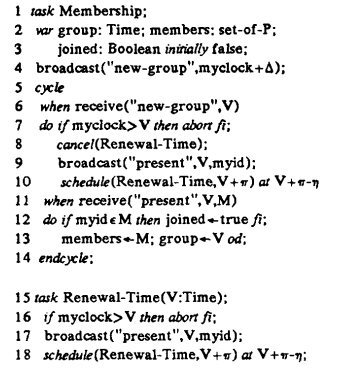 1 task Membership;
2 var group: Time; members: set-of-P;
3 joined: Boolean initially false;
4 broadcast("new-group",myclock+Δ);
5 cycle
6 when receive("new-group",V)
7 do if myclock>V then abort fi;
8 cancel(Renewal-Time);
9 broadcast("present",V,myid);
10 schedule(Renewal-Time,V+π) at V+π-η
11 when receive("present",V,M)
12 do if myid∈M then joined←true fi;
13 members←M; group←V od;
14 endcycle;
15 task Renewal-Time(V:Time);
16 if myclock>V then abort fi;
17 broadcast("present",V,myid);
18 schedule(Renewal-Time,V+π) at V+π-η;